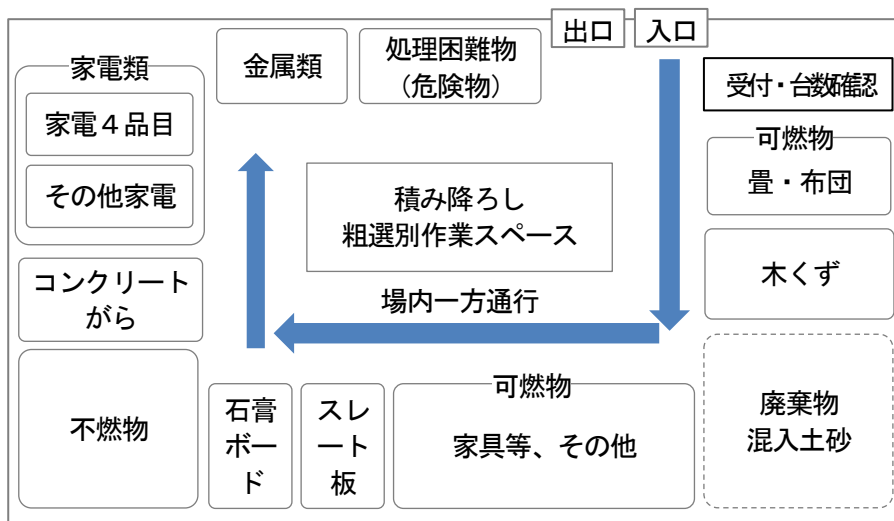 出口
入口
家電類
家電４品目
その他家電
金属類
処理困難物
（危険物）
受付・台数確認
可燃物
畳・布団
積み降ろし
粗選別作業スペース
木くず
コンクリート
がら
場内一方通行
不燃物
石膏
ボー
ド
スレ
ート
板
可燃物
家具等、その他
廃棄物
混入土砂